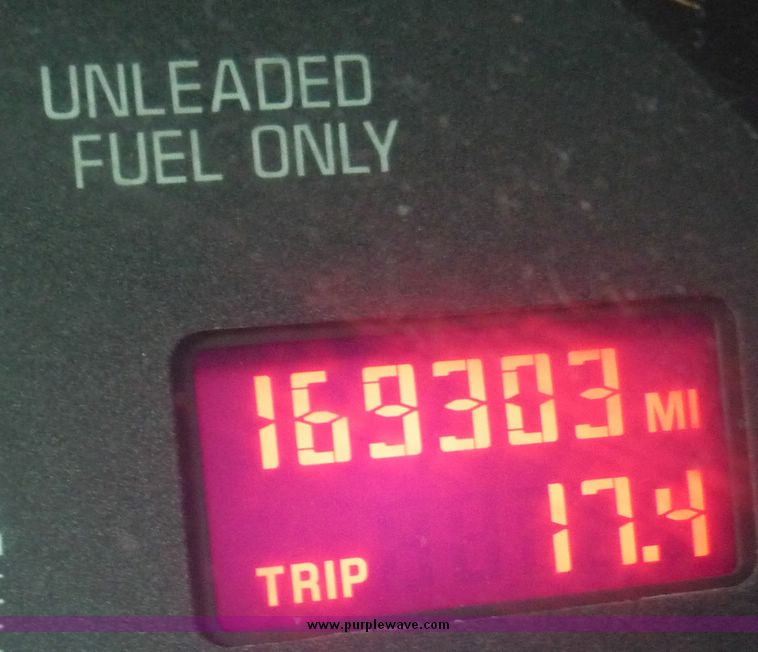 UNLEADED
FUEL ONLY
169303 MI
17.4
TRIP
www.purplewave.com